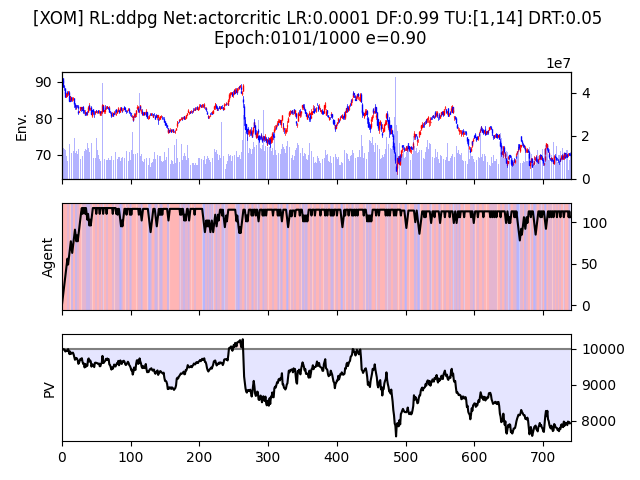 [XOM] RL:ddpg Net:actorcritic LR:0.0001 DF:0.99 TU:[1,14] DRT:0.05
Epoch:0101/1000 e=0.90
1e7
Env.
90
80
70
4
2
0
Agent
100
50
0
PV
10000
9000
8000
0 100 200 300 400 500 600 700